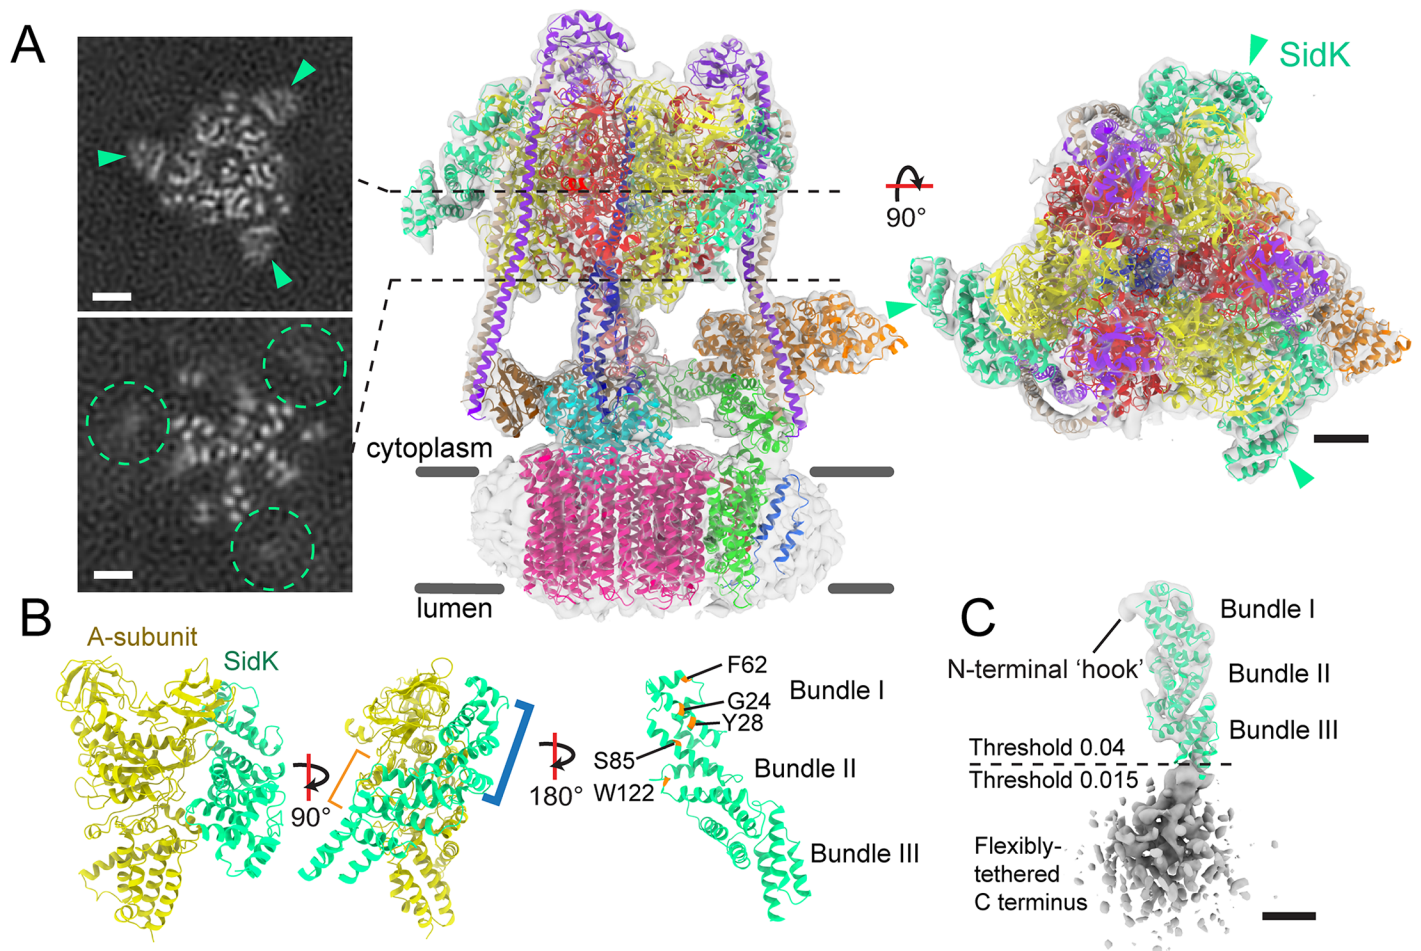 A
SidK
90°
cytoplasm
lumen
B
A-subunit
SidK
90°
180°
F62
G24
Y28
S85
W122
Bundle I
Bundle II
Bundle III
C
Bundle I
N-terminal ‘hook’
Bundle II
Bundle III
Threshold 0.04
Threshold 0.015
Flexibly-
tethered
C terminus